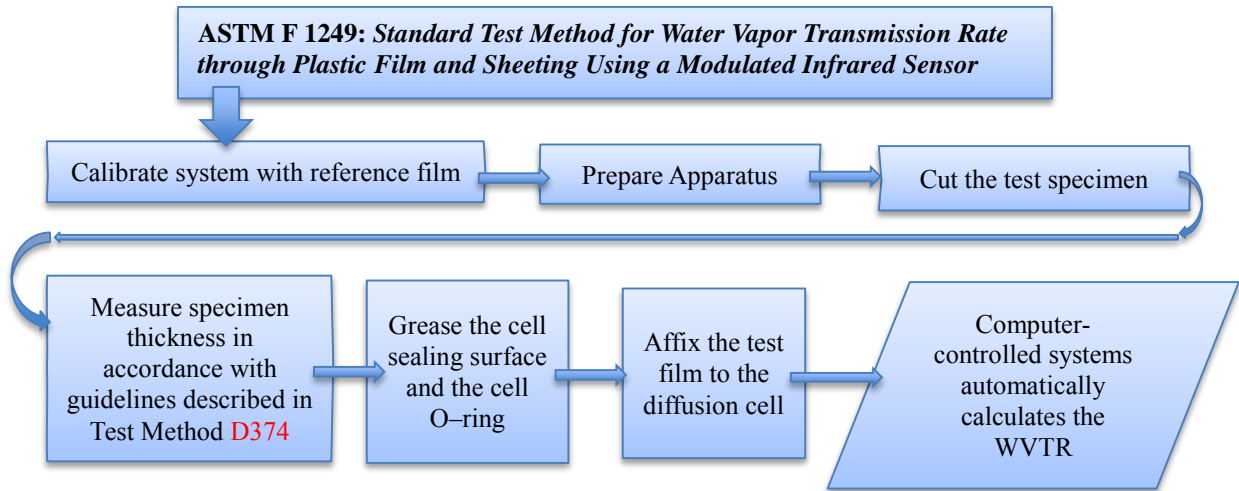 ASTM F 1249: Standard Test Method for Water Vapor Transmission Rate
through Plastic Film and Sheeting Using a Modulated Infrared Sensor
Calibrate system with reference film
Prepare Apparatus
Cut the test specimen
Measure specimen
thickness in
accordance with
guidelines described in
Test Method D374
Grease the cell
sealing surface
and the cell
O–ring
Affix the test
film to the
diffusion cell
Computer-
controlled systems
automatically
calculates the
WVTR